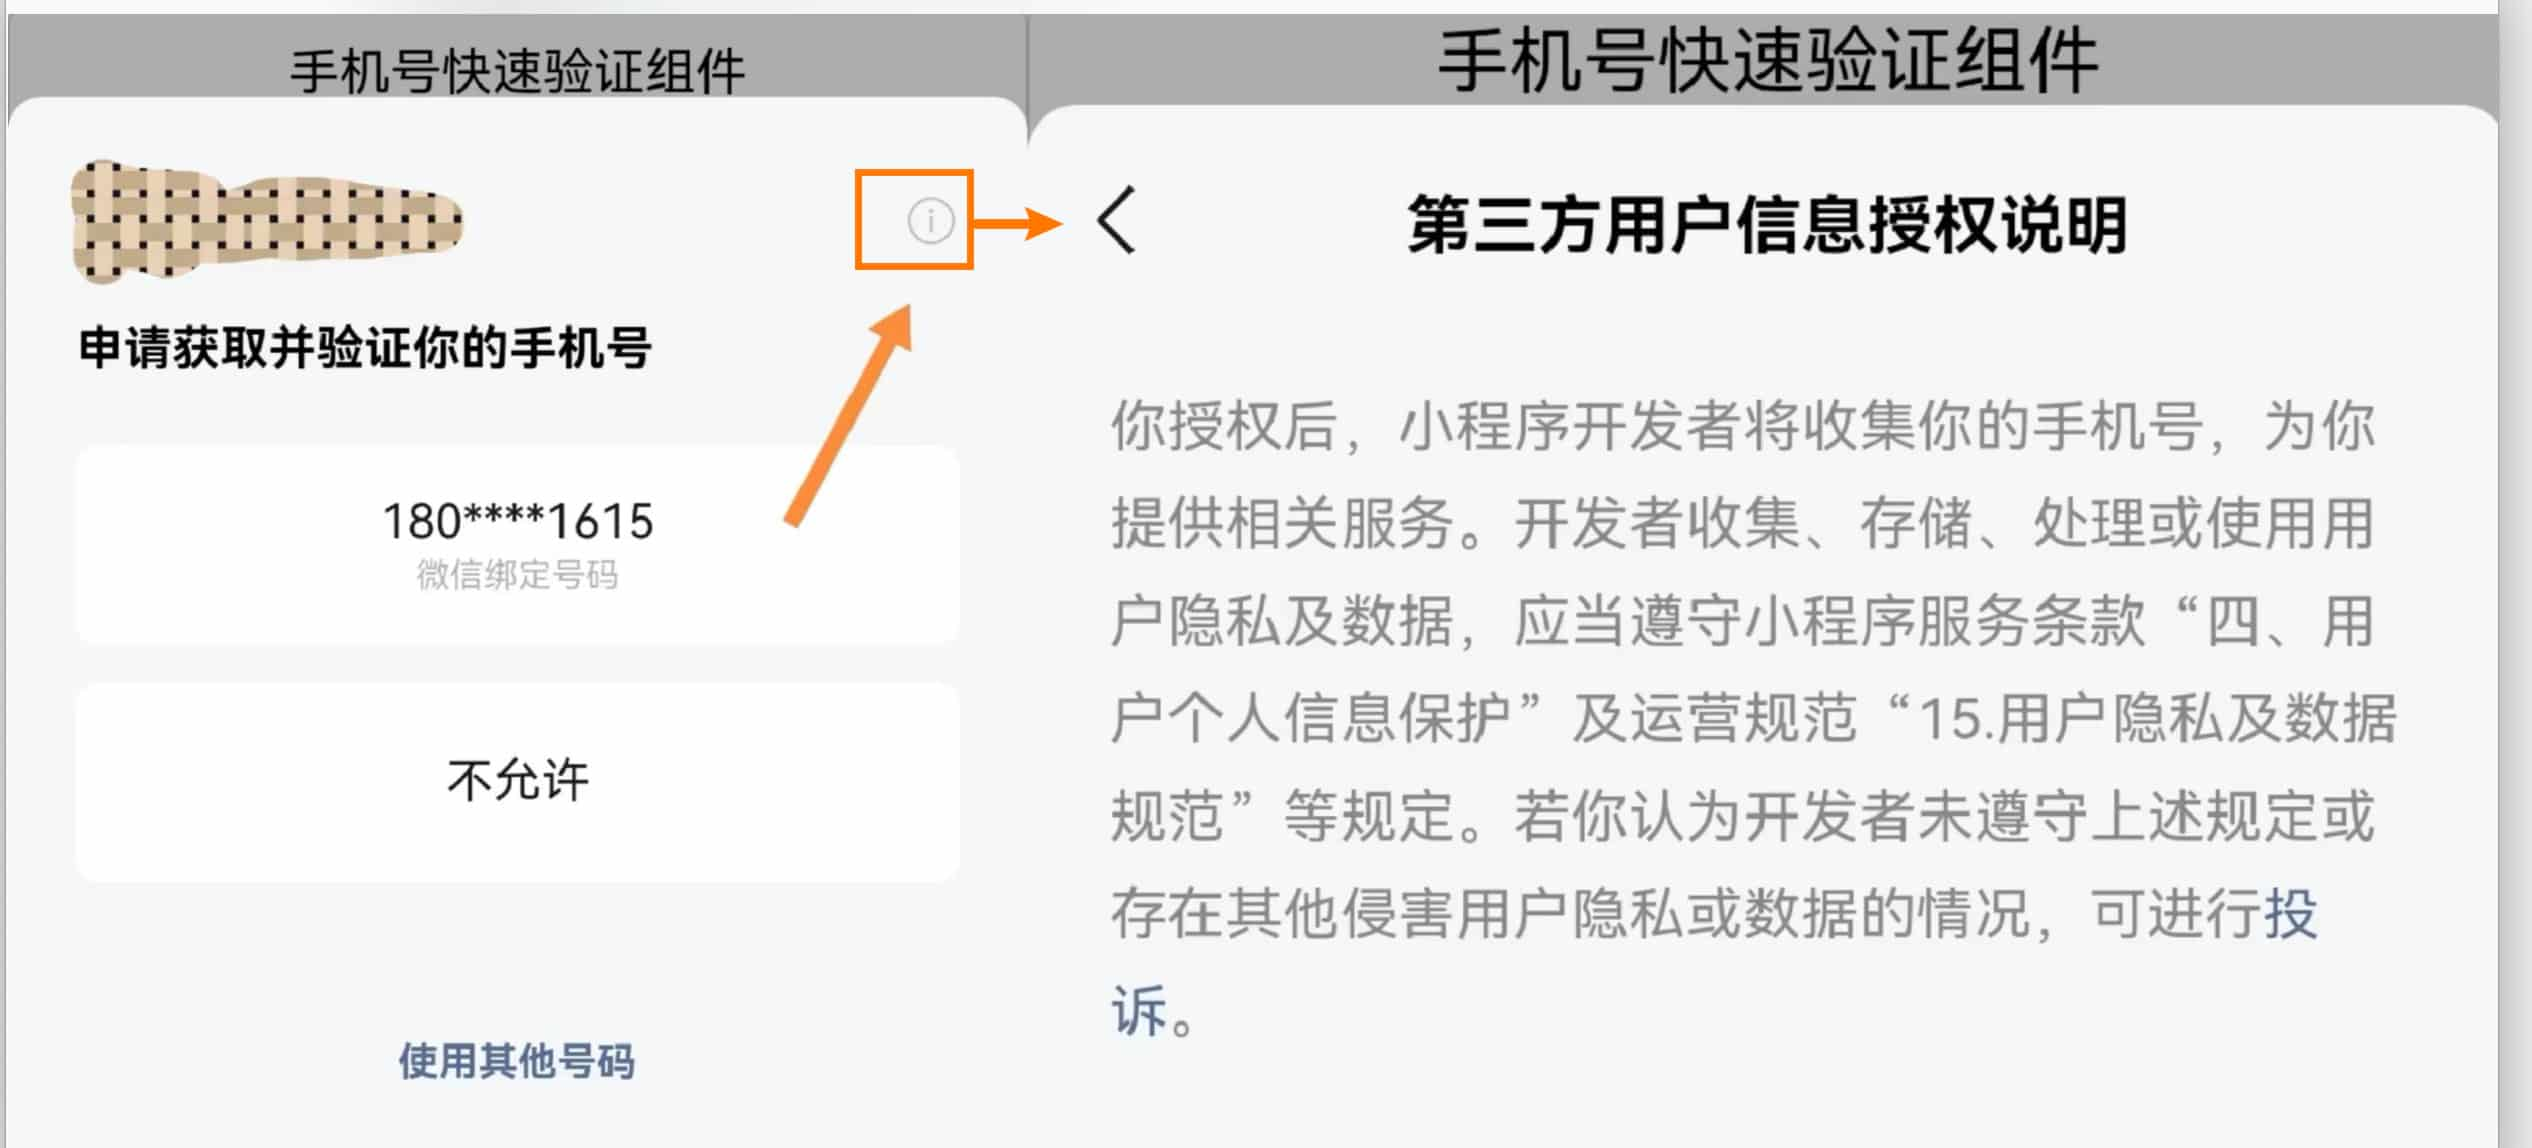 手机号快速验证组件
申请获取并验证你的手机号
180****1615
微信绑定号码
不允许
使用其他号码
手机号快速验证组件
第三方用户信息授权说明
你授权后，小程序开发者将收集你的手机号，为你
提供相关服务。开发者收集、存储、处理或使用用
户隐私及数据，应当遵守小程序服务条款“四、用
户个人信息保护”及运营规范“15.用户隐私及数据
规范”等规定。若你认为开发者未遵守上述规定或
存在其他侵害用户隐私或数据的情况，可进行投
诉。